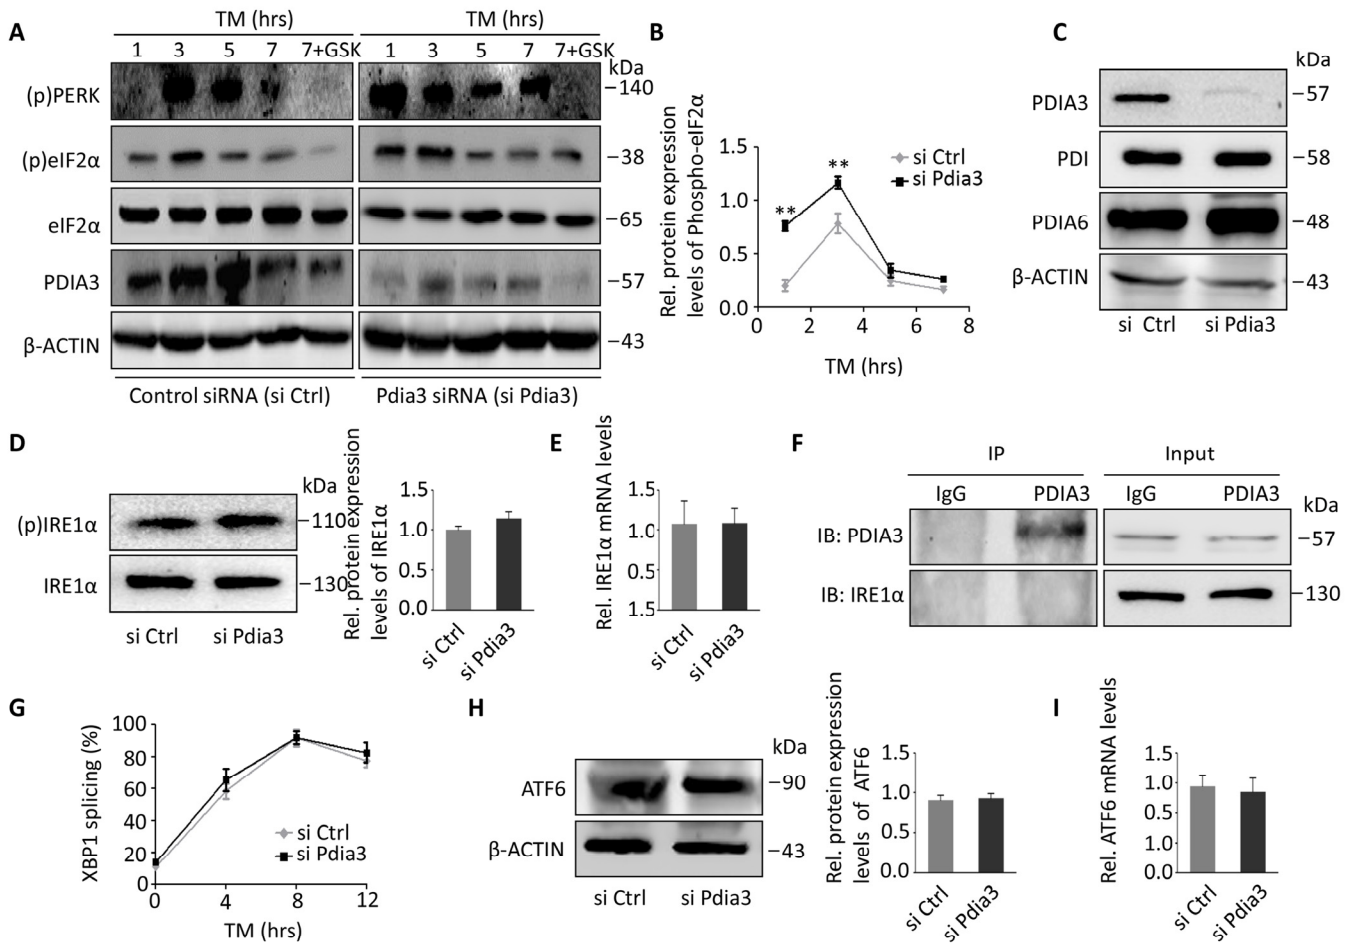 A
TM (hrs)
TM (hrs)
1 3 5 7 7+GSK
1 3 5 7 7+GSK
kDa
(p)PERK
140
(p)eIF2α
38
eIF2α
65
PDIA3
57
β-ACTIN
43
Control siRNA (si Ctrl)
Pdia3 siRNA (si Pdia3)
B
Rel. protein expression
levels of Phospho-eIF2α
1.5
1.0
0.5
0.0
**
**
si Ctrl
si Pdia3
0 2 4 6 8
TM (hrs)
C
kDa
PDIA3
57
PDI
58
PDIA6
48
β-ACTIN
43
si Ctrl si Pdia3
D
kDa
(p)IRE1α
110
IRE1α
130
si Ctrl si Pdia3
Rel. protein expression
levels of IRE1α
1.5
1.0
0.5
0.0
si Ctrl
si Pdia3
E
Rel. IRE1α mRNA levels
1.5
1.0
0.5
1.5
si Ctrl
si Pdia3
F
IP
Input
IgG PDIA3
IgG PDIA3
kDa
IB: PDIA3
57
IB: IRE1α
130
G
XBP1 splicing (%)
100
80
60
40
20
0
si Ctrl
si Pdia3
0 4 8 12
TM (hrs)
H
kDa
ATF6
90
β-ACTIN
43
si Ctrl si Pdia3
Rel. protein expression
levels of ATF6
1.5
1.0
0.5
0.0
si Ctrl
si Pdia3
I
Rel. ATF6 mRNA levels
1.5
1.0
0.5
1.0
0.0
si Ctrl
si Pdia3